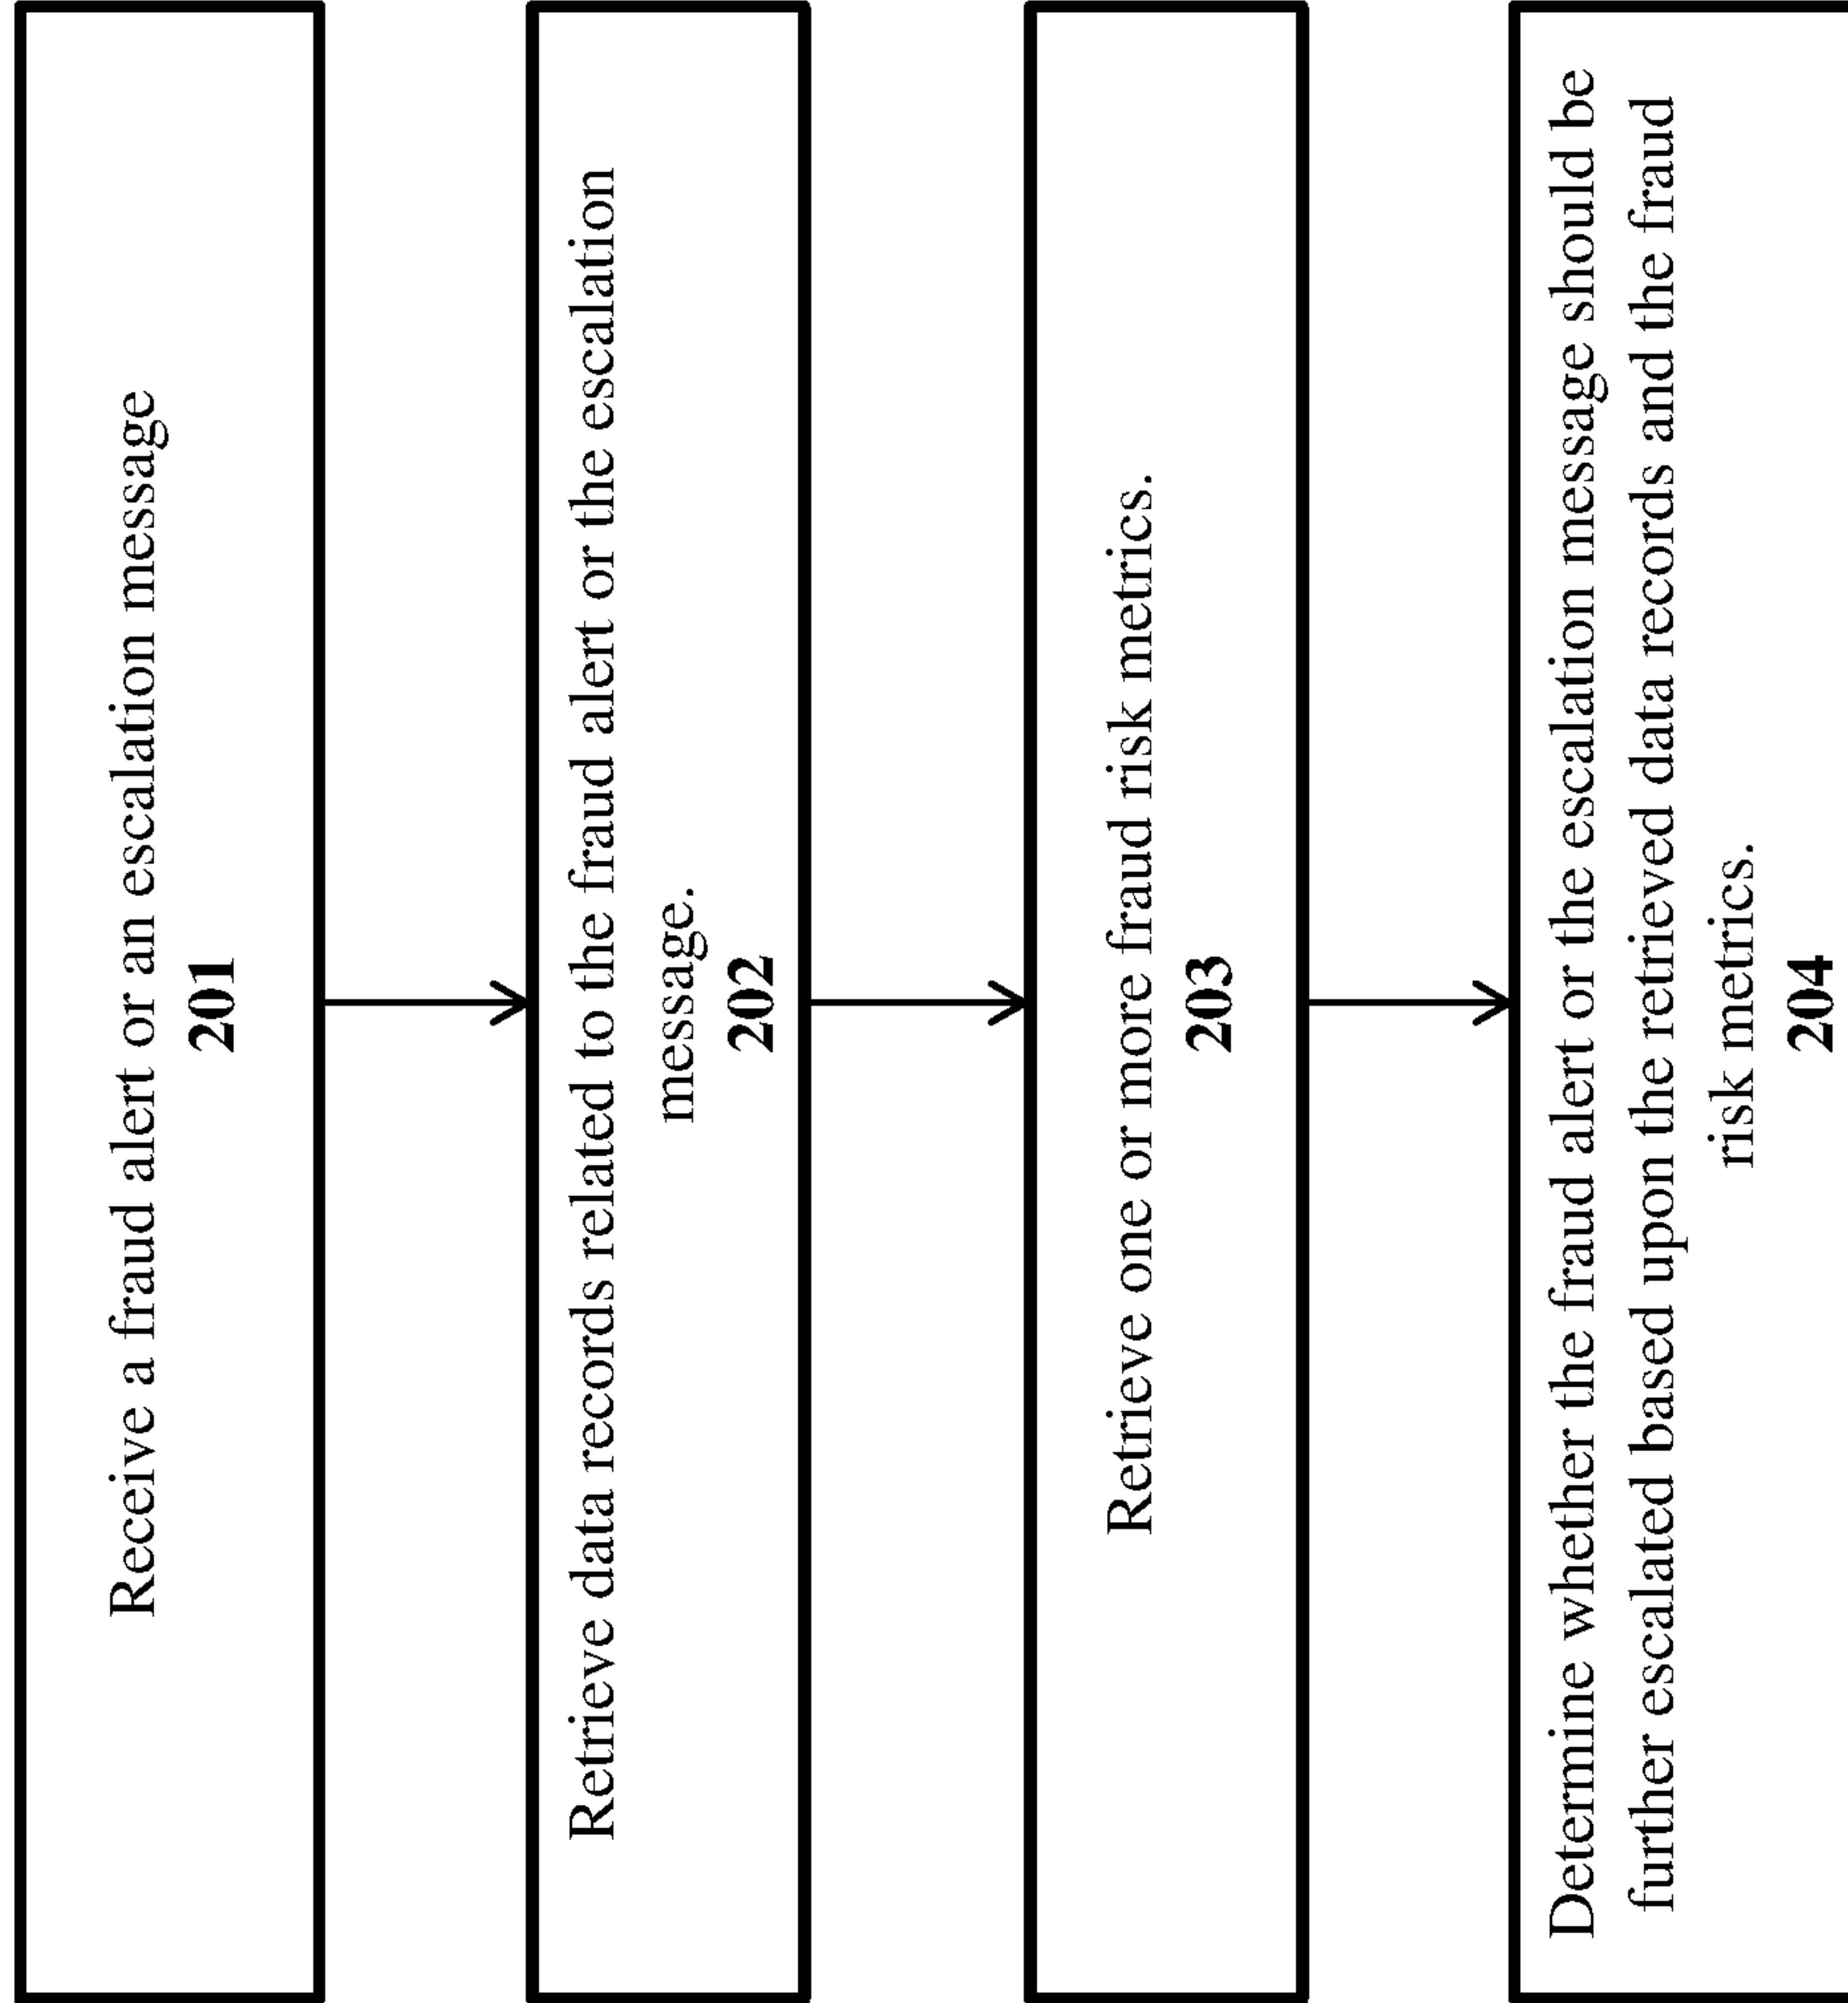 Receive a fraud alert or an escalation message
201
Retrieve data records related to the fraud alert or the escalation
message.
202
Retrieve one or more fraud risk metrics.
203
Determine whether the fraud alert or the escalation message should be
further escalated based upon the retrieved data records and the fraud
risk metrics.
204